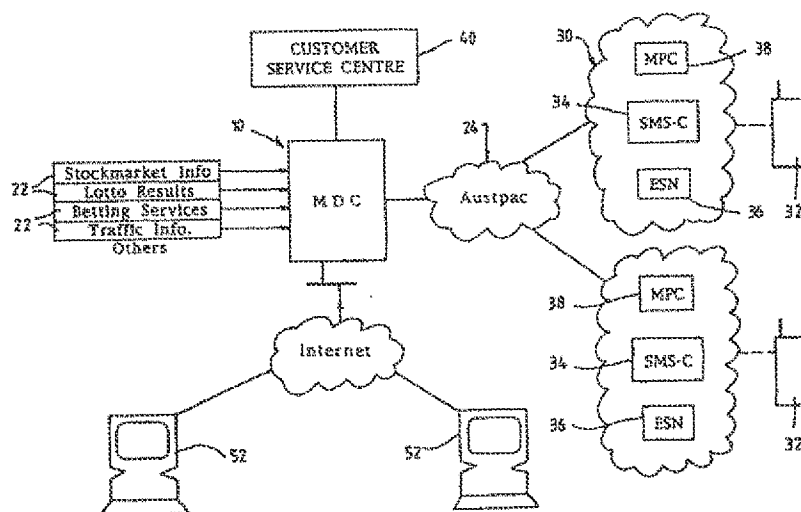 CUSTOMER
SERVICE CENTRE
40
30
MPC
38
34
SMS-C
ESN
36
32
10
24
22
Stockmarket Info
Lotto Results
22
Betting Services
Traffic Info.
Others
M D C
Austpac
38
MPC
34
SMS-C
36
ESN
32
Internet
52
52